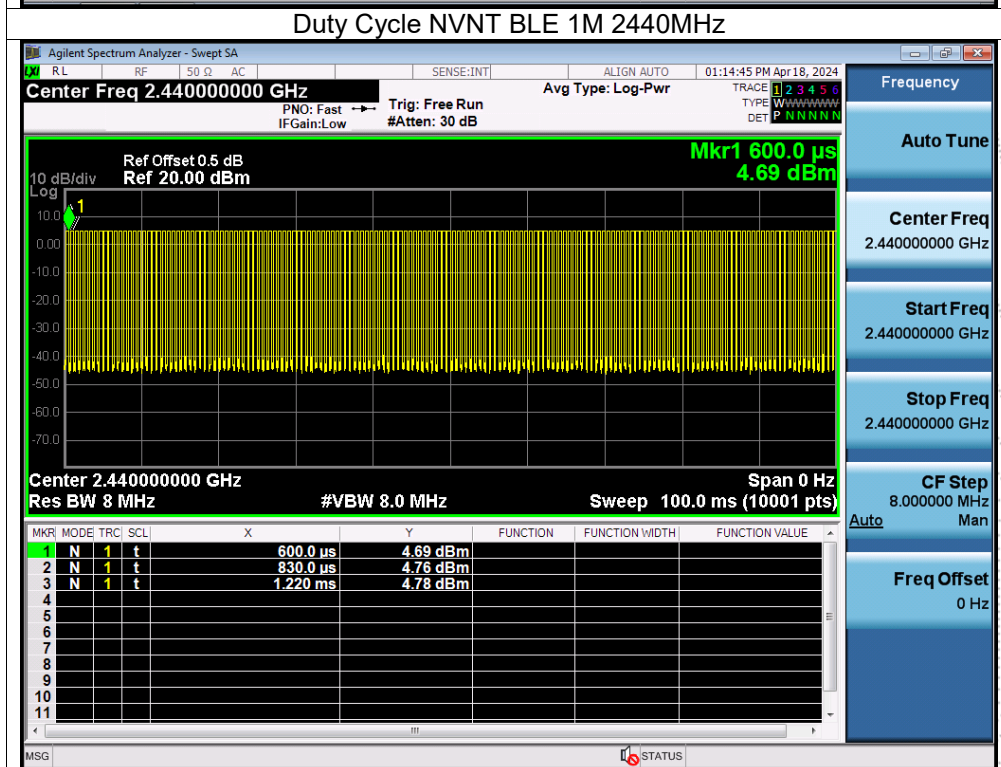 Duty Cycle NVNT BLE 1M 2440MHz
Agilent Spectrum Analyzer - Swept SA
LXI RL RF 50 Ω AC SENSE:INT ALIGN AUTO 01:14:45 PM Apr 18, 2024
Center Freq 2.440000000 GHz
PNO: Fast
IFGain:Low
Trig: Free Run
#Atten: 30 dB
Avg Type: Log-Pwr
TRACE 1 2 3 4 5 6
TYPE WWWWWW
DET P N N N N N
Mkr1 600.0 µs
4.69 dBm
Ref Offset 0.5 dB
10 dB/div Ref 20.00 dBm
Log
1
10.0
0.00
-10.0
-20.0
-30.0
-40.0
-50.0
-60.0
-70.0
Center 2.440000000 GHz Span 0 Hz
Res BW 8 MHz #VBW 8.0 MHz Sweep 100.0 ms (10001 pts)
MKR MODE TRC SCL X Y FUNCTION FUNCTION WIDTH FUNCTION VALUE
1 N 1 t 600.0 µs 4.69 dBm
2 N 1 t 830.0 µs 4.76 dBm
3 N 1 t 1.220 ms 4.78 dBm
4
5
6
7
8
9
10
11
MSG STATUS
Frequency
Auto Tune
Center Freq
2.440000000 GHz
Start Freq
2.440000000 GHz
Stop Freq
2.440000000 GHz
CF Step
8.000000 MHz
Auto Man
Freq Offset
0 Hz